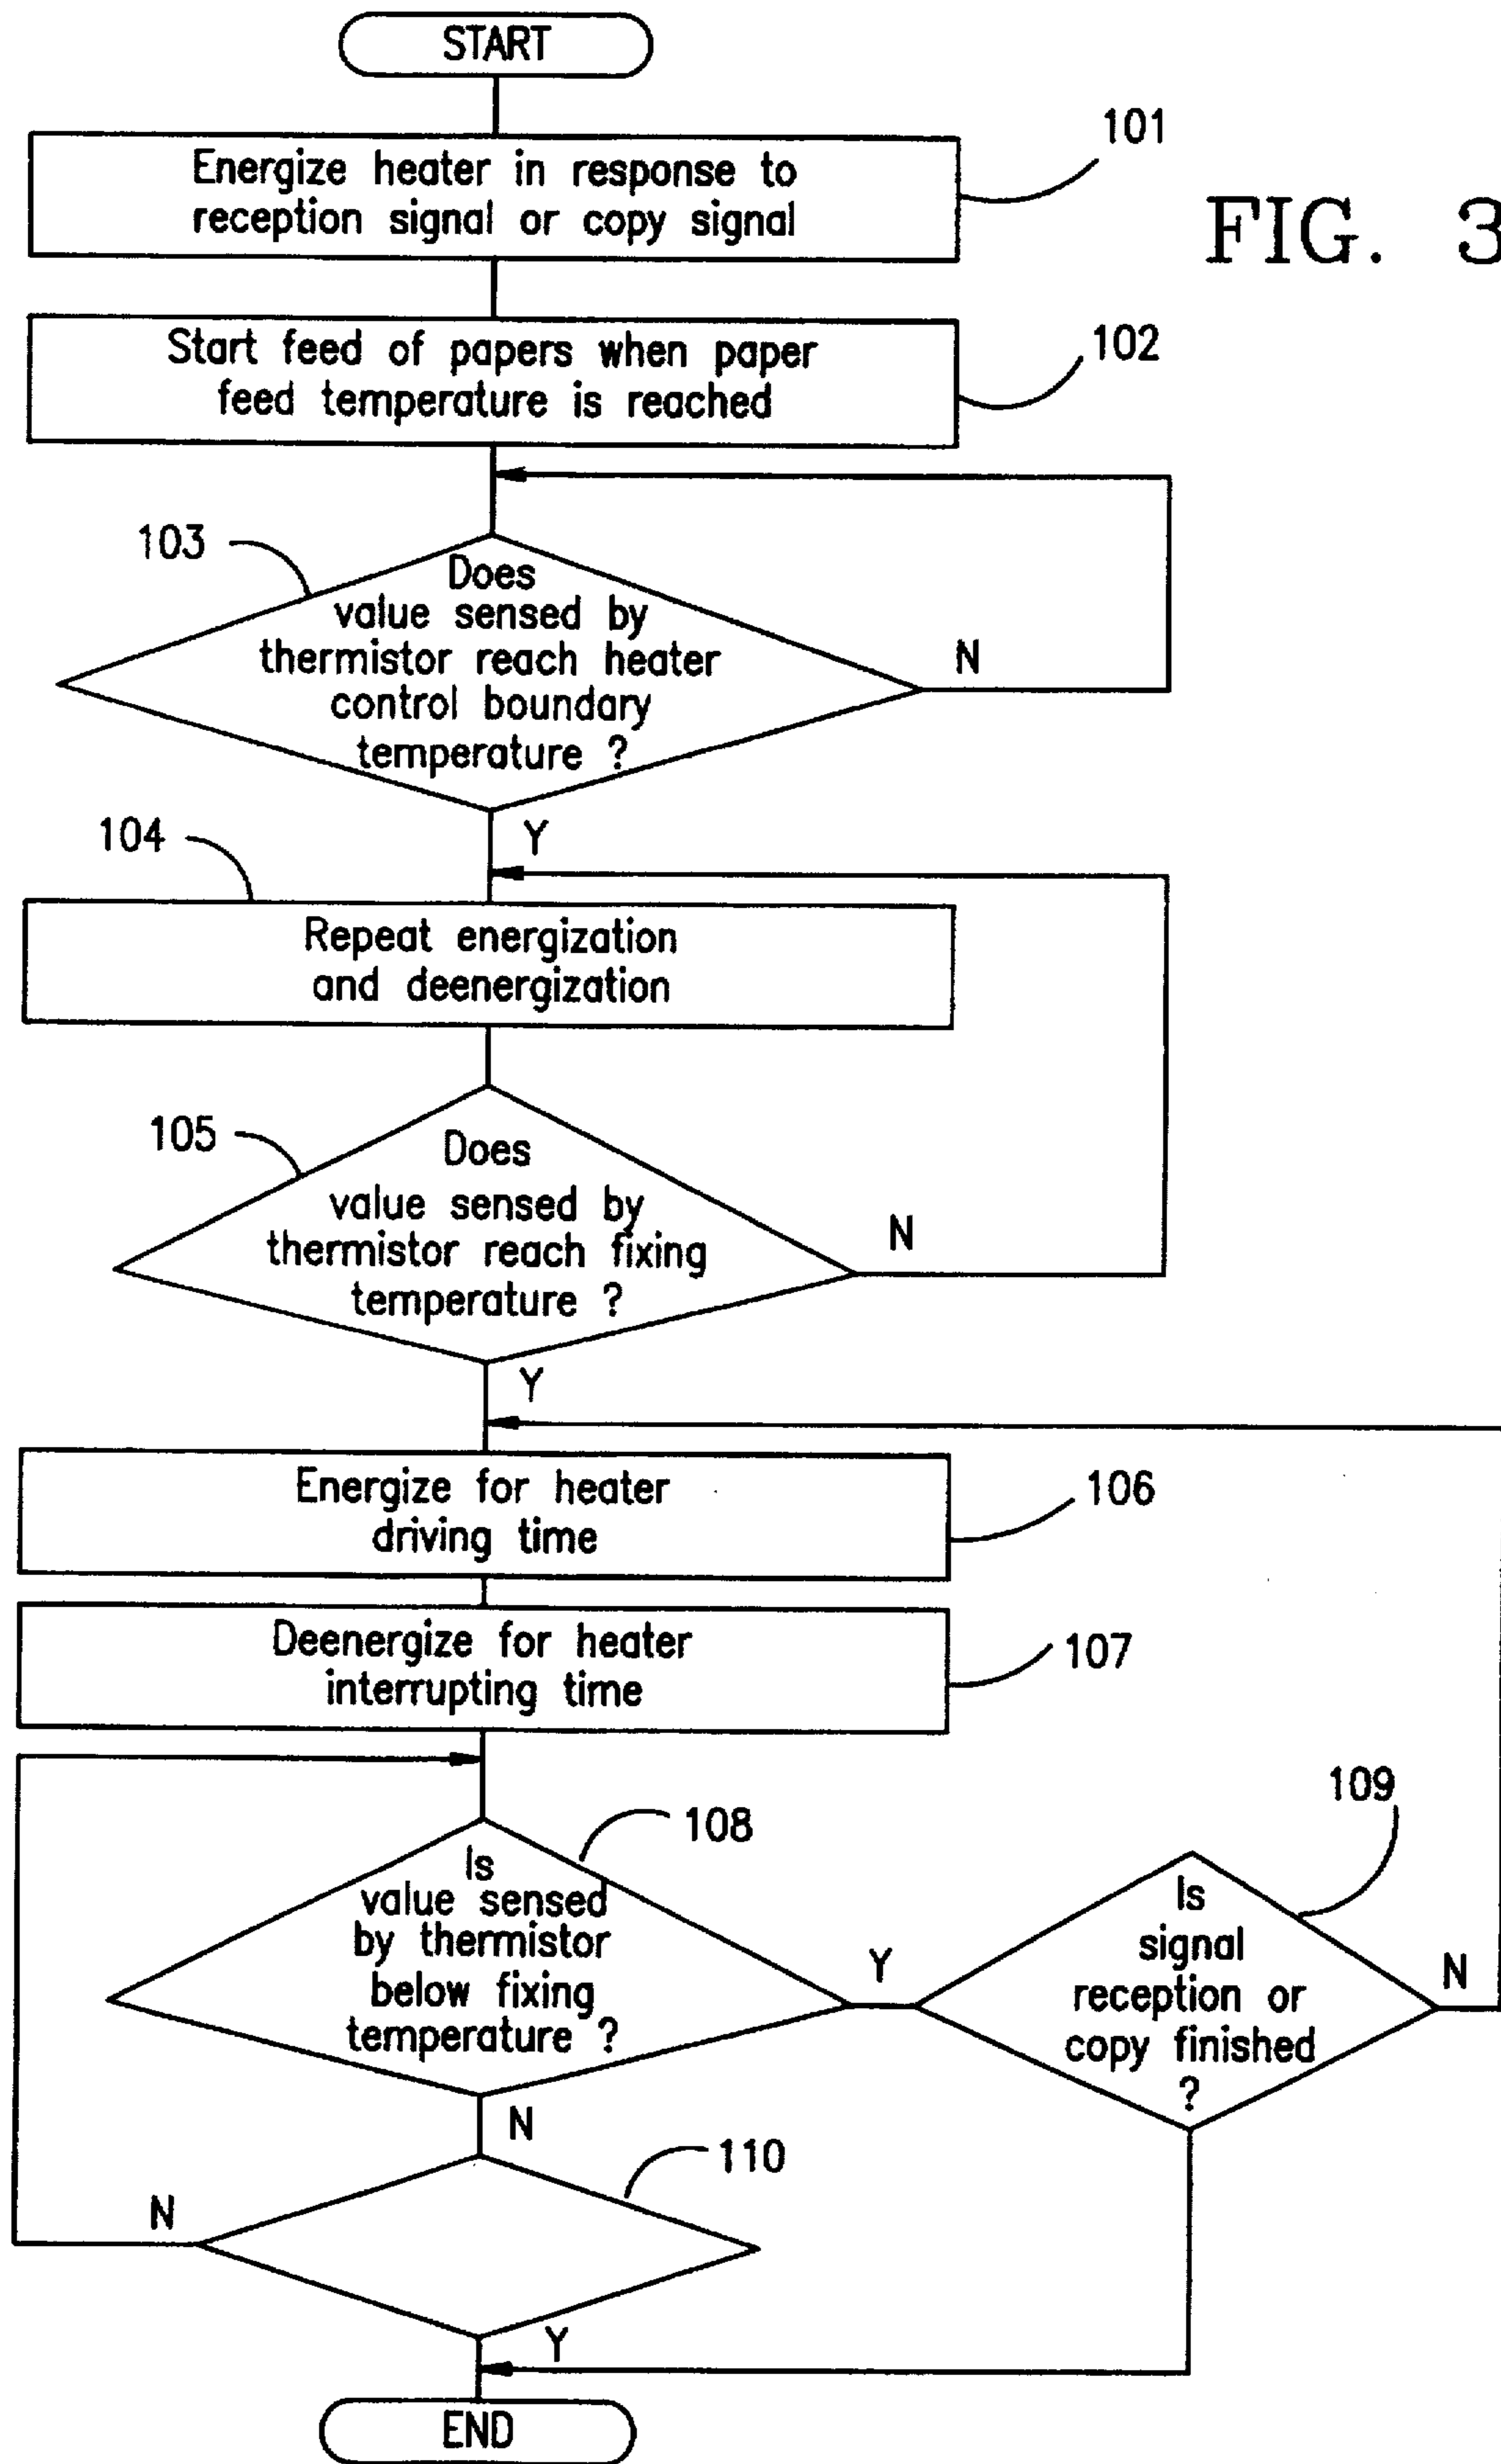 START
Energize heater in response to
reception signal or copy signal
101
FIG. 3
Start feed of papers when paper
feed temperature is reached
102
103
Does
value sensed by
thermistor reach heater
control boundary
temperature ?
N
Y
104
Repeat energization
and deenergization
105
Does
value sensed by
thermistor reach fixing
temperature ?
N
Y
Energize for heater
driving time
106
Deenergize for heater
interrupting time
107
108
Is
value sensed
by thermistor
below fixing
temperature ?
Y
N
109
Is
signal
reception or
copy finished
?
N
110
N
Y
END